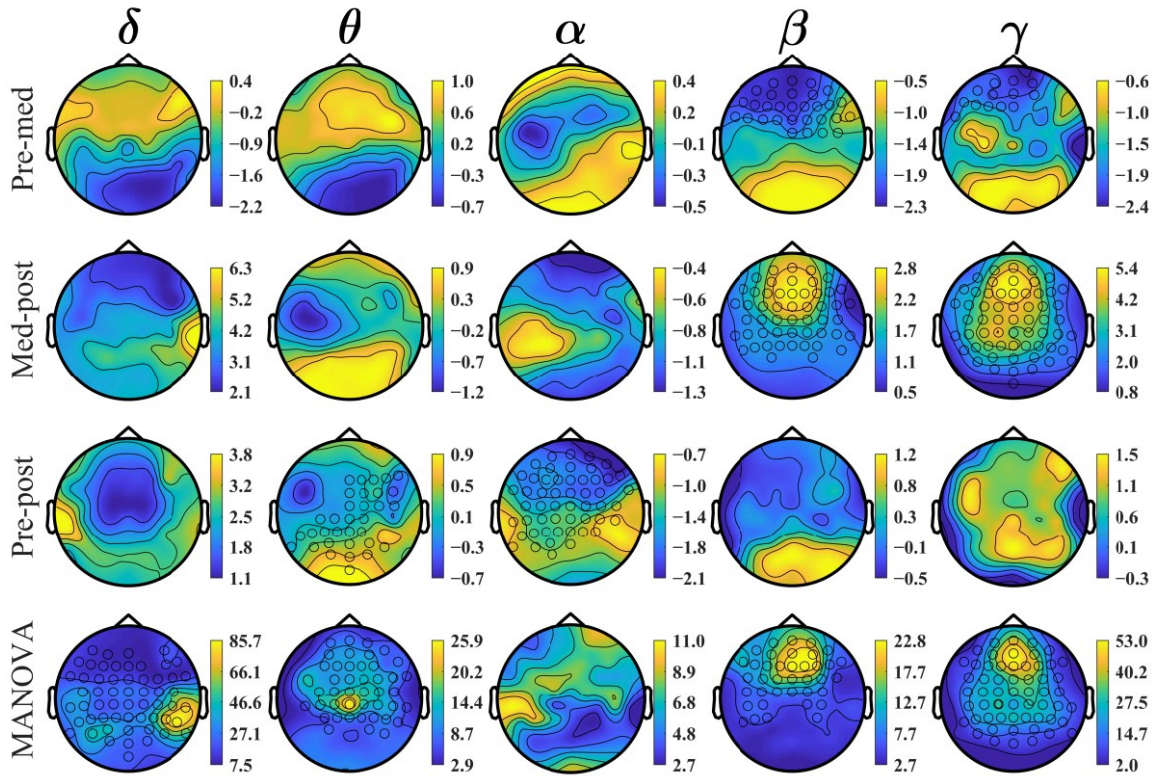 δ θ α β γ
Pre-med
0.4 1.0 0.4 −0.5 −0.6
−0.2 0.6 0.2 −1.0 −1.0
−0.9 0.2 −0.1 −1.4 −1.5
−1.6 −0.3 −0.3 −1.9 −1.9
−2.2 −0.7 −0.5 −2.3 −2.4
Med-post
6.3 0.9 −0.4 2.8 5.4
5.2 0.3 −0.6 2.2 4.2
4.2 −0.2 −0.8 1.7 3.1
3.1 −0.7 −1.1 1.1 2.0
2.1 −1.2 −1.3 0.5 0.8
Pre-post
3.8 0.9 −0.7 1.2 1.5
3.2 0.5 −1.0 0.8 1.1
2.5 0.1 −1.4 0.3 0.6
1.8 −0.3 −1.8 −0.1 0.1
1.1 −0.7 −2.1 −0.5 −0.3
MANOVA
85.7 25.9 11.0 22.8 53.0
66.1 20.2 8.9 17.7 40.2
46.6 14.4 6.8 12.7 27.5
27.1 8.7 4.8 7.7 14.7
7.5 2.9 2.7 2.7 2.0